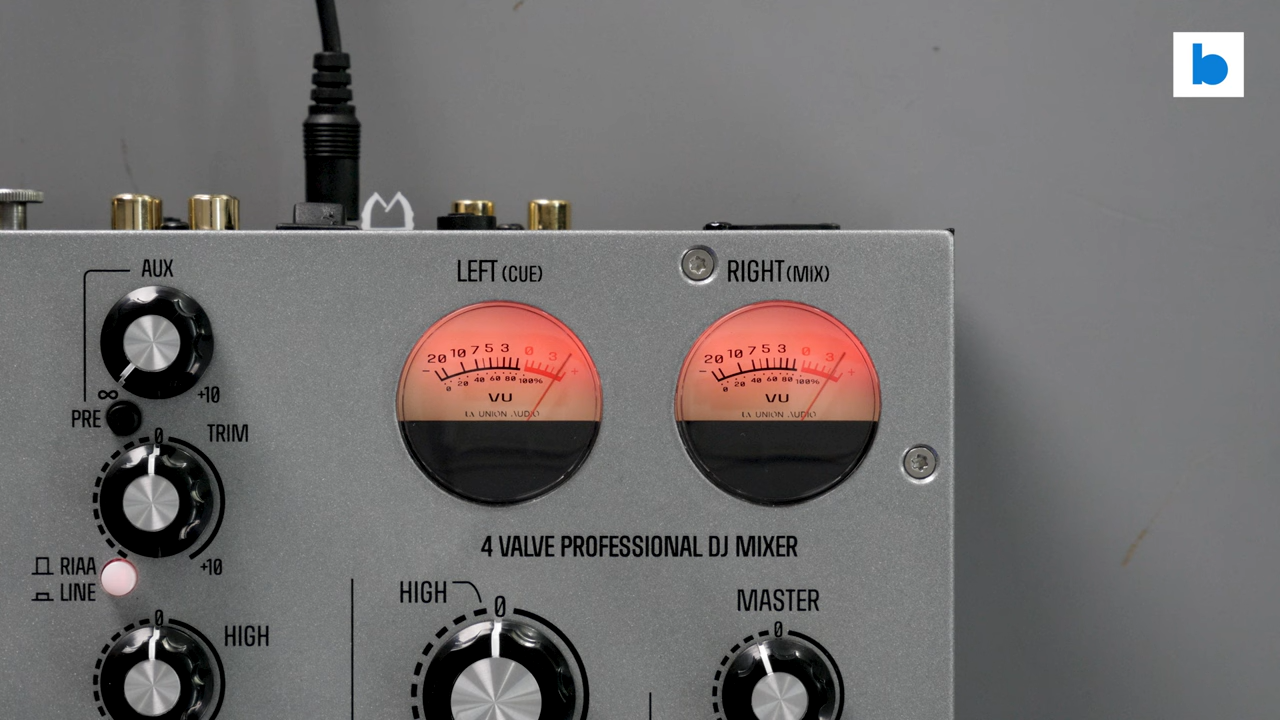 b
AUX
LEFT (CUE)
RIGHT (MIX)
20 10 7 5 3 0 3
- +
0 20 40 60 80 100%
VU
LA UNION AUDIO
20 10 7 5 3 0 3
- +
0 20 40 60 80 100%
VU
LA UNION AUDIO
∞ +10
PRE
0 TRIM
+10
RIAA
LINE
4 VALVE PROFESSIONAL DJ MIXER
HIGH 0
MASTER
0
0 HIGH